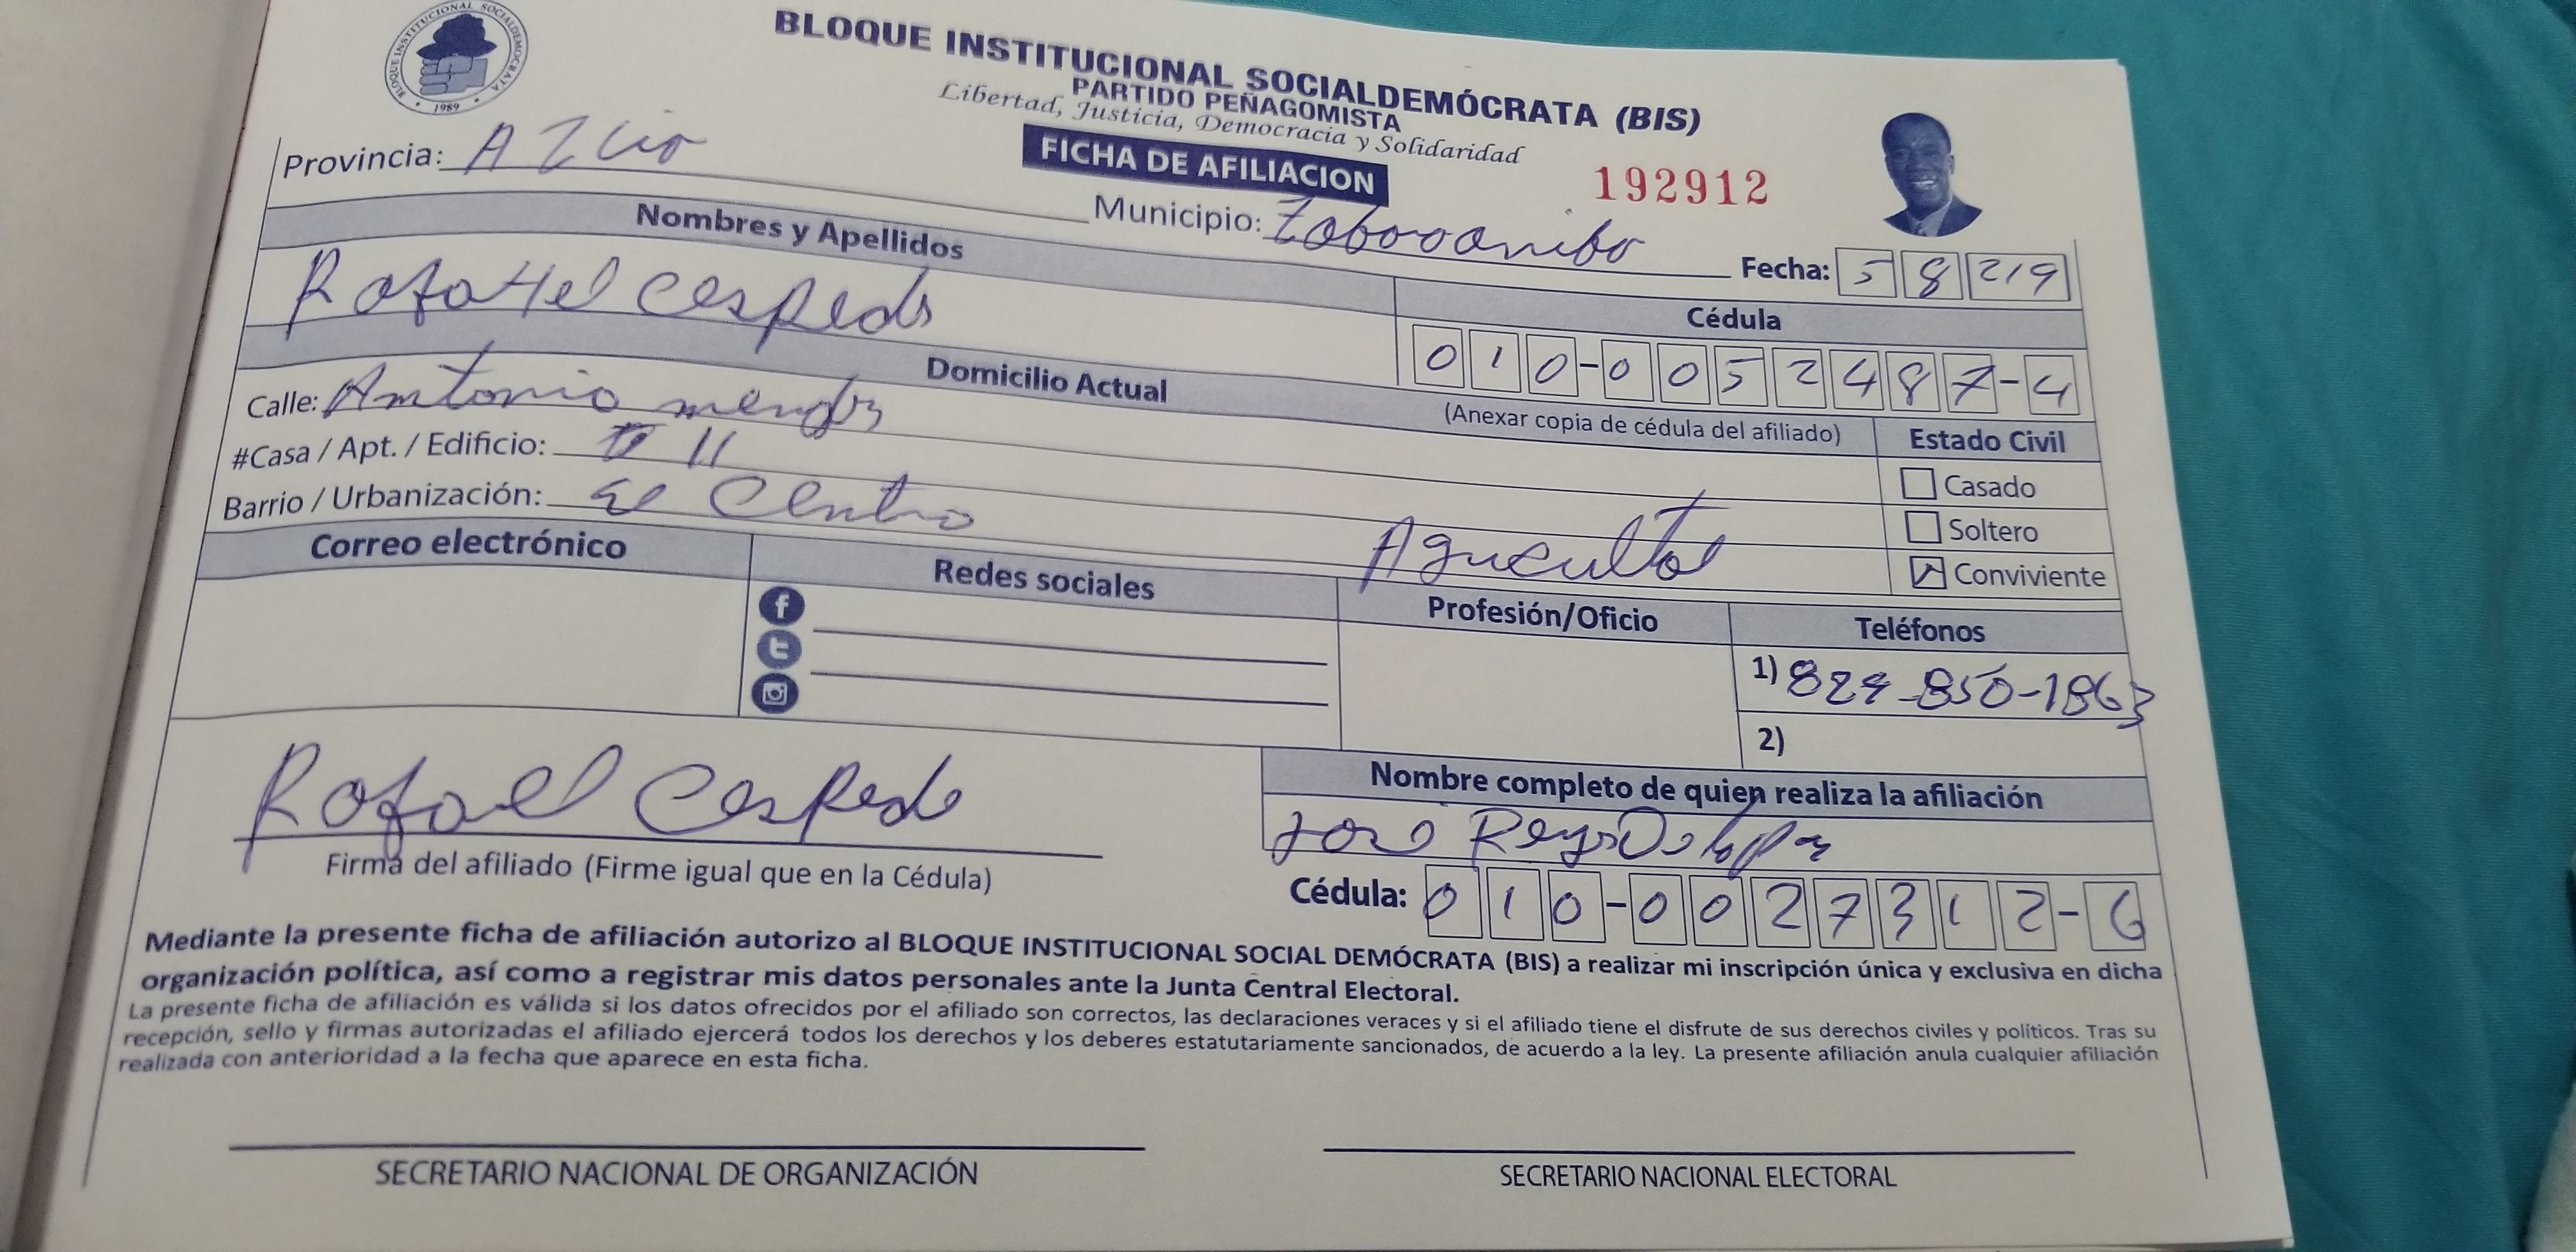 BLOQUE INSTITUCIONAL SOCIALDEMÓCRATA
1989
BLOQUE INSTITUCIONAL SOCIALDEMÓCRATA (BIS)
PARTIDO PEÑAGOMISTA
Libertad, Justicia, Democracia y Solidaridad
FICHA DE AFILIACION
192912
Provincia:
Municipio:
Fecha: 5 8 219
Nombres y Apellidos
Cédula
Rafael Cespedes
010-0052487-4
(Anexar copia de cédula del afiliado)
Domicilio Actual
Calle: Antonio
#Casa / Apt. / Edificio: # 11
Barrio / Urbanización: El Centro
Estado Civil
Casado
Soltero
Conviviente
Agricultor
Correo electrónico
Redes sociales
Profesión/Oficio
Teléfonos
1) 829-850-1863
2)
Rafael Cespede
Firma del afiliado (Firme igual que en la Cédula)
Nombre completo de quien realiza la afiliación
José Reyes
Cédula: 010-0027312-6
Mediante la presente ficha de afiliación autorizo al BLOQUE INSTITUCIONAL SOCIAL DEMÓCRATA (BIS) a realizar mi inscripción única y exclusiva en dicha
organización política, así como a registrar mis datos personales ante la Junta Central Electoral.
La presente ficha de afiliación es válida si los datos ofrecidos por el afiliado son correctos, las declaraciones veraces y si el afiliado tiene el disfrute de sus derechos civiles y políticos. Tras su
recepción, sello y firmas autorizadas el afiliado ejercerá todos los derechos y los deberes estatutariamente sancionados, de acuerdo a la ley. La presente afiliación anula cualquier afiliación
realizada con anterioridad a la fecha que aparece en esta ficha.
SECRETARIO NACIONAL DE ORGANIZACIÓN
SECRETARIO NACIONAL ELECTORAL